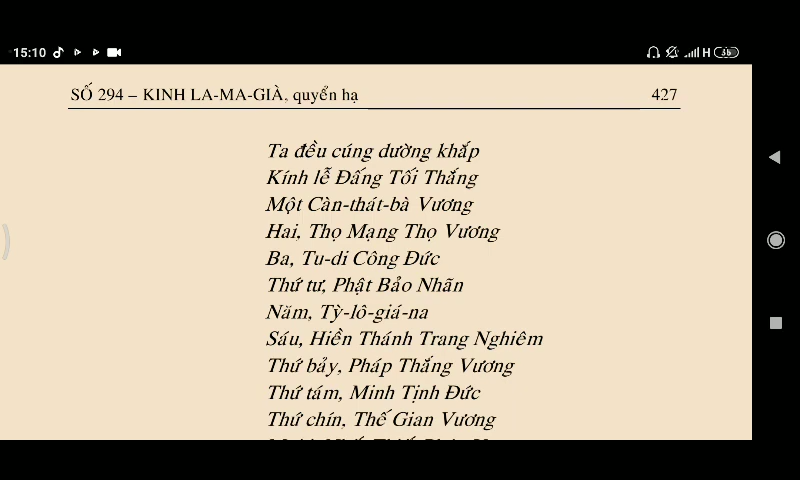 15:10
H 36
SỐ 294 – KINH LA-MA-GIÀ, quyển hạ 427
Ta đều cúng dường khắp
Kính lễ Đấng Tối Thắng
Một Càn-thát-bà Vương
Hai, Thọ Mạng Thọ Vương
Ba, Tu-di Công Đức
Thứ tư, Phật Bảo Nhãn
Năm, Tỳ-lô-giá-na
Sáu, Hiền Thánh Trang Nghiêm
Thứ bảy, Pháp Thắng Vương
Thứ tám, Minh Tịnh Đức
Thứ chín, Thế Gian Vương